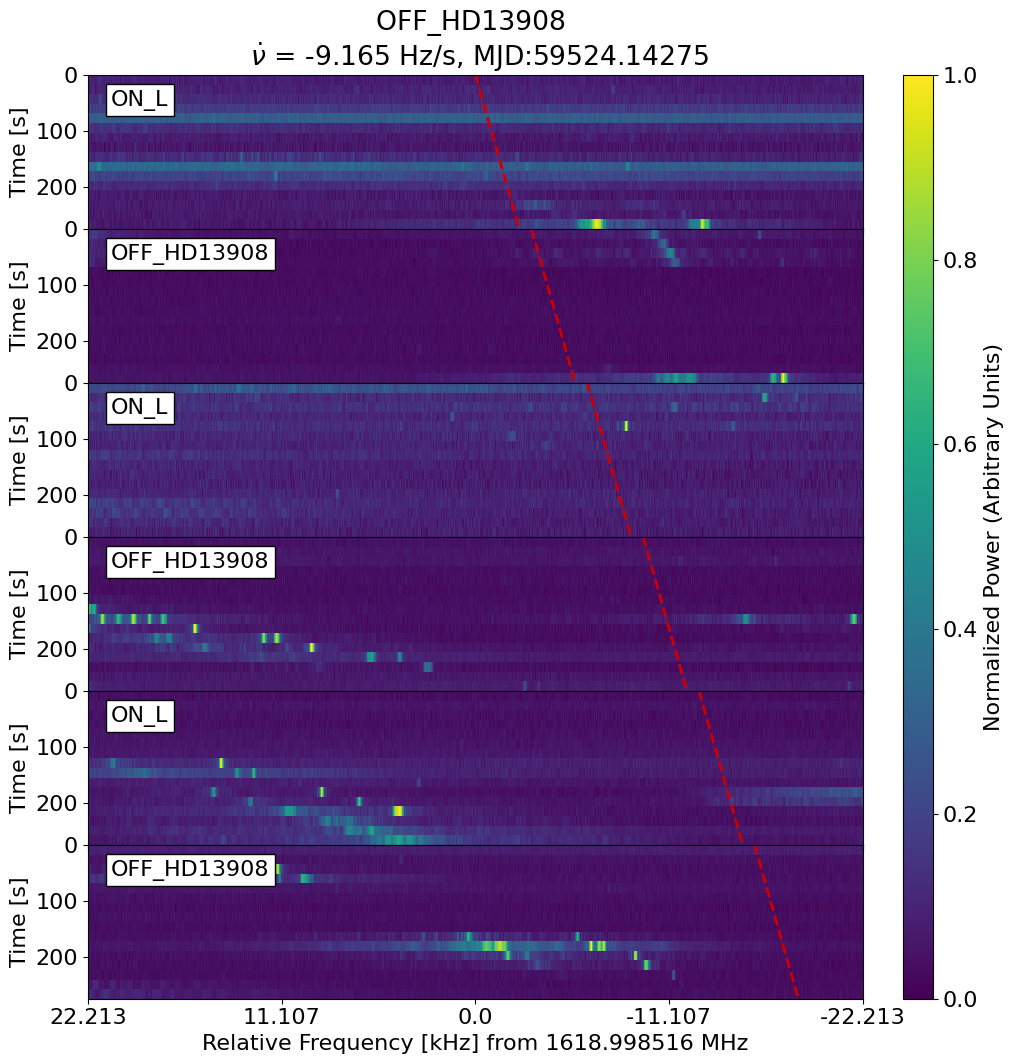 OFF_HD13908
ν̇ = -9.165 Hz/s, MJD:59524.14275
ON_L
OFF_HD13908
ON_L
OFF_HD13908
ON_L
OFF_HD13908
Time [s]
0
100
200
Time [s]
0
100
200
Time [s]
0
100
200
Time [s]
0
100
200
Time [s]
0
100
200
Time [s]
0
100
200
22.213
11.107
0.0
-11.107
-22.213
Relative Frequency [kHz] from 1618.998516 MHz
1.0
0.8
0.6
0.4
0.2
0.0
Normalized Power (Arbitrary Units)